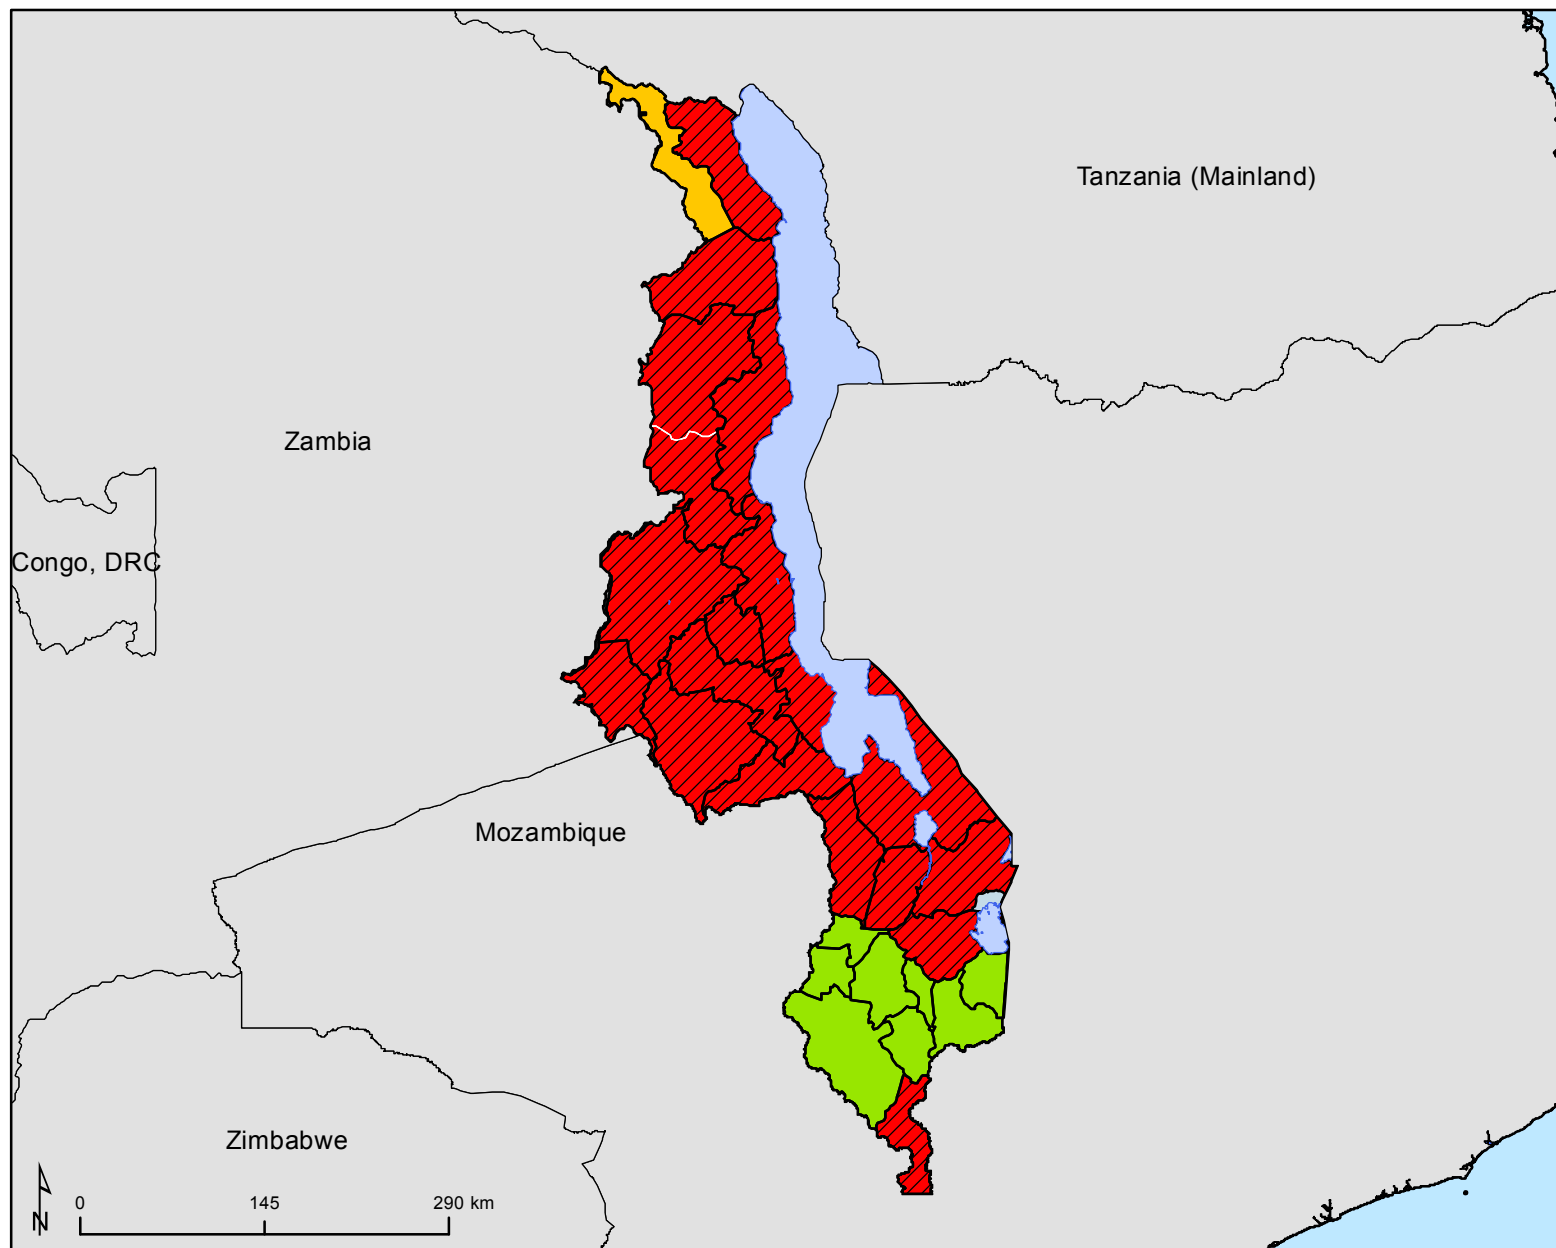 Tanzania (Mainland)
Zambia
Congo, DRC
Mozambique
Zimbabwe
N
0 145 290 km